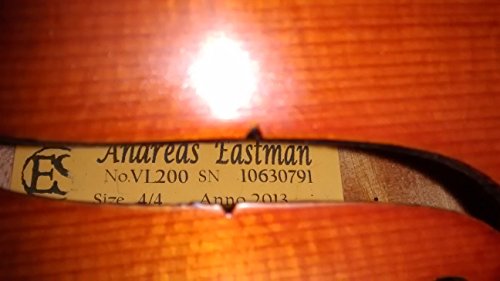 ES
Andreas Eastman
No.VL200 SN 10630791
Size 4/4 Anno 2013